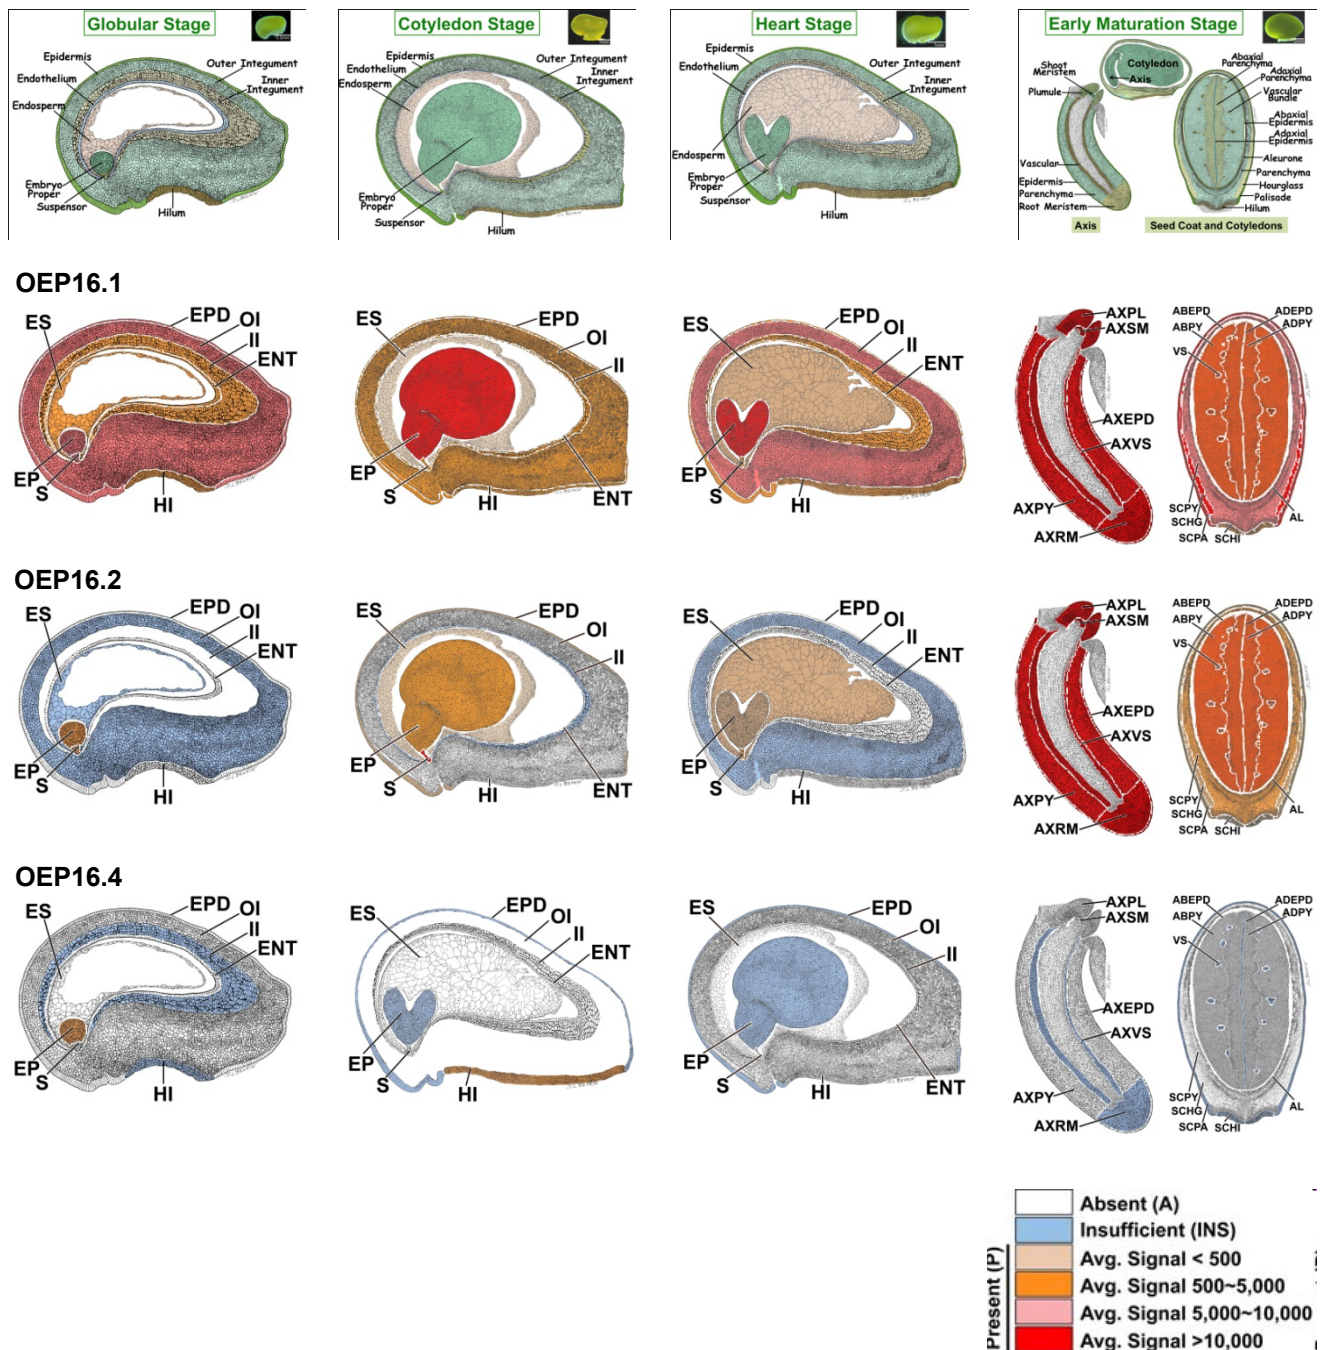 Globular Stage
Epidermis
Endothelium
Endosperm
Outer Integument
Inner
Integument
Embryo
Proper
Suspensor
Hilum
Cotyledon Stage
Epidermis
Endothelium
Endosperm
Outer Integument
Inner
Integument
Embryo
Proper
Suspensor
Hilum
Heart Stage
Epidermis
Endothelium
Outer Integument
Inner
Integument
Endosperm
Embryo
Proper
Suspensor
Hilum
Early Maturation Stage
Shoot
Meristem
Plumule
Cotyledon
Axis
Vascular
Epidermis
Parenchyma
Root Meristem
Axis
Abaxial
Parenchyma
Adaxial
Parenchyma
Vascular
Bundle
Abaxial
Epidermis
Adaxial
Epidermis
Aleurone
Parenchyma
Hourglass
Palisade
Hilum
Seed Coat and Cotyledons
OEP16.1
ES
EPD
OI
II
ENT
EP
S
HI
ES
EPD
OI
II
EP
S
HI
ENT
ES
EPD
OI
II
ENT
EP
S
HI
AXPL
AXSM
AXEPD
AXVS
AXPY
AXRM
ABEPD
ABPY
VS
ADEPD
ADPY
SCPY
SCHG
SCPA
SCHI
AL
OEP16.2
ES
EPD
OI
II
ENT
EP
S
HI
ES
EPD
OI
II
EP
S
HI
ENT
ES
EPD
OI
II
ENT
EP
S
HI
AXPL
AXSM
AXEPD
AXVS
AXPY
AXRM
ABEPD
ABPY
VS
ADEPD
ADPY
SCPY
SCHG
SCPA
SCHI
AL
OEP16.4
ES
EPD
OI
II
ENT
EP
S
HI
ES
EPD
OI
II
ENT
EP
S
HI
ES
EPD
OI
II
EP
S
HI
ENT
AXPL
AXSM
AXEPD
AXVS
AXPY
AXRM
ABEPD
ABPY
VS
ADEPD
ADPY
SCPY
SCHG
SCPA
SCHI
AL
Absent (A)
Insufficient (INS)
Present (P)
Avg. Signal < 500
Avg. Signal 500~5,000
Avg. Signal 5,000~10,000
Avg. Signal >10,000